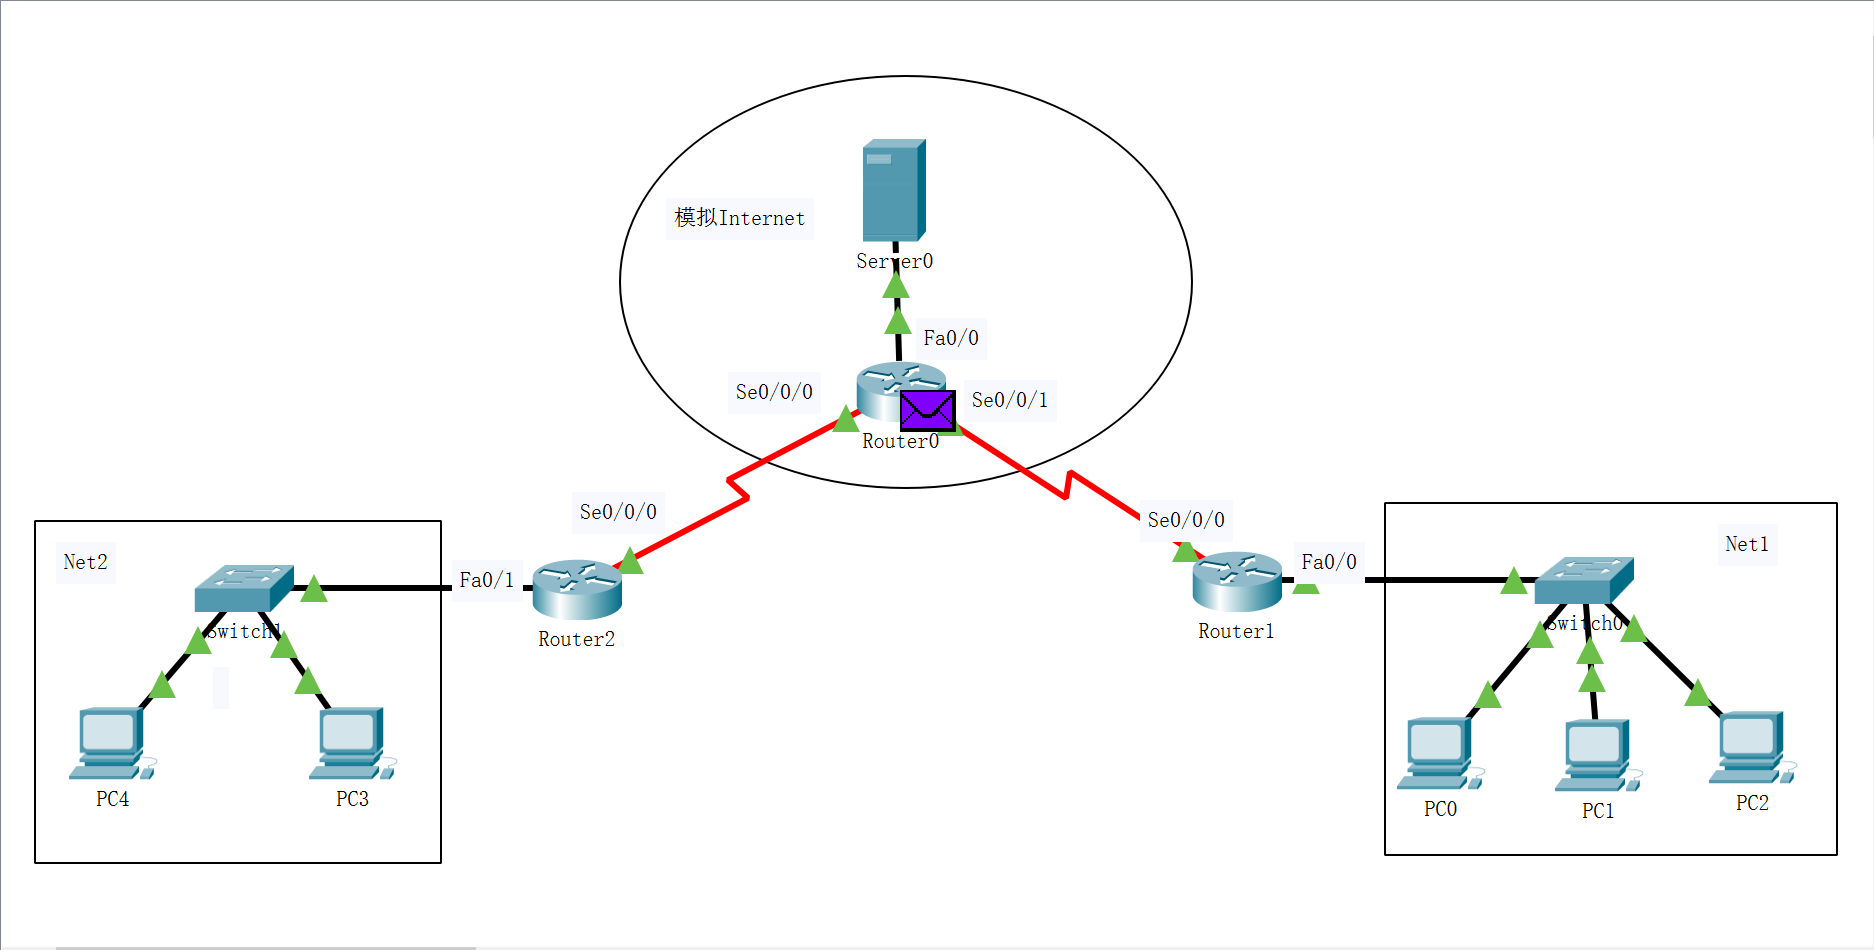 模拟Internet
Server0
Fa0/0
Se0/0/0
Se0/0/1
Router0
Se0/0/0
Se0/0/0
Net2
Fa0/1
Fa0/0
Net1
Switch1
Router2
Router1
Switch0
PC4
PC3
PC0
PC1
PC2